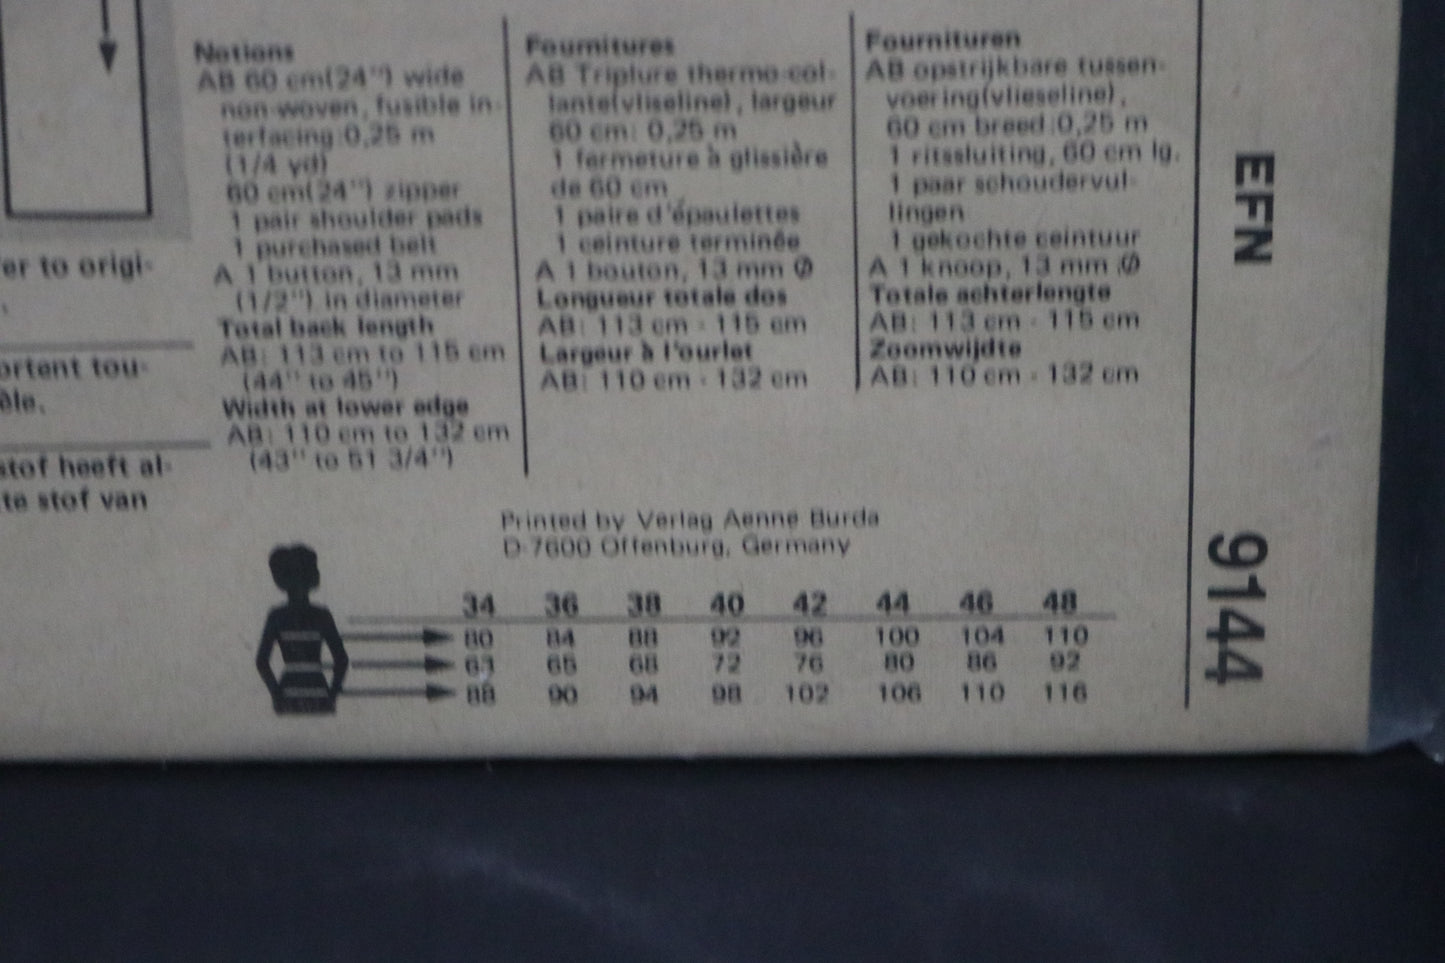 er to origi-
ortent tou-
èle.
stof heeft al-
te stof van
Notions
AB 60 cm(24'') wide
non-woven, fusible in-
terfacing:0,25 m
(1/4 yd)
60 cm(24'') zipper
1 pair shoulder pads
1 purchased belt
A 1 button, 13 mm
(1/2'') in diameter
Total back length
AB: 113 cm to 115 cm
(44'' to 45'')
Width at lower edge
AB: 110 cm to 132 cm
(43'' to 51 3/4'')
Fournitures
AB Triplure thermo-col-
lante(vliseline), largeur
60 cm: 0,25 m
1 fermeture à glissière
de 60 cm
1 paire d'épaulettes
1 ceinture terminée
A 1 bouton, 13 mm Ø
Longueur totale dos
AB: 113 cm - 115 cm
Largeur à l'ourlet
AB: 110 cm - 132 cm
Fournituren
AB opstrijkbare tussen-
voering(vlieseline),
60 cm breed:0,25 m
1 ritssluiting, 60 cm lg.
1 paar schoudervul-
lingen
1 gekochte ceintuur
A 1 knoop, 13 mm Ø
Totale achterlengte
AB: 113 cm - 115 cm
Zoomwijdte
AB: 110 cm - 132 cm
Printed by Verlag Aenne Burda
D-7600 Offenburg, Germany
34 36 38 40 42 44 46 48
80 84 88 92 96 100 104 110
63 65 68 72 76 80 86 92
88 90 94 98 102 106 110 116
EFN
9144